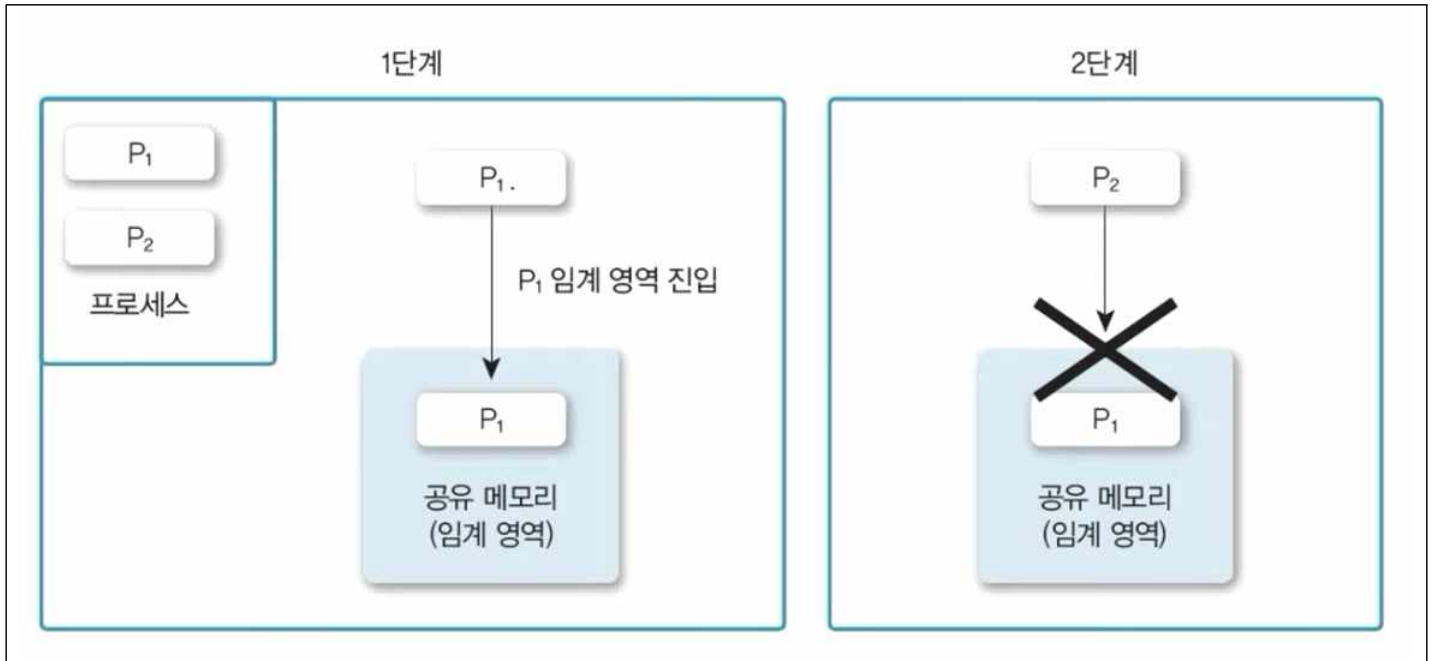 1단계
P₁
P₂
프로세스
P₁ .
P₁ 임계 영역 진입
P₁
공유 메모리
(임계 영역)
2단계
P₂
P₁
공유 메모리
(임계 영역)